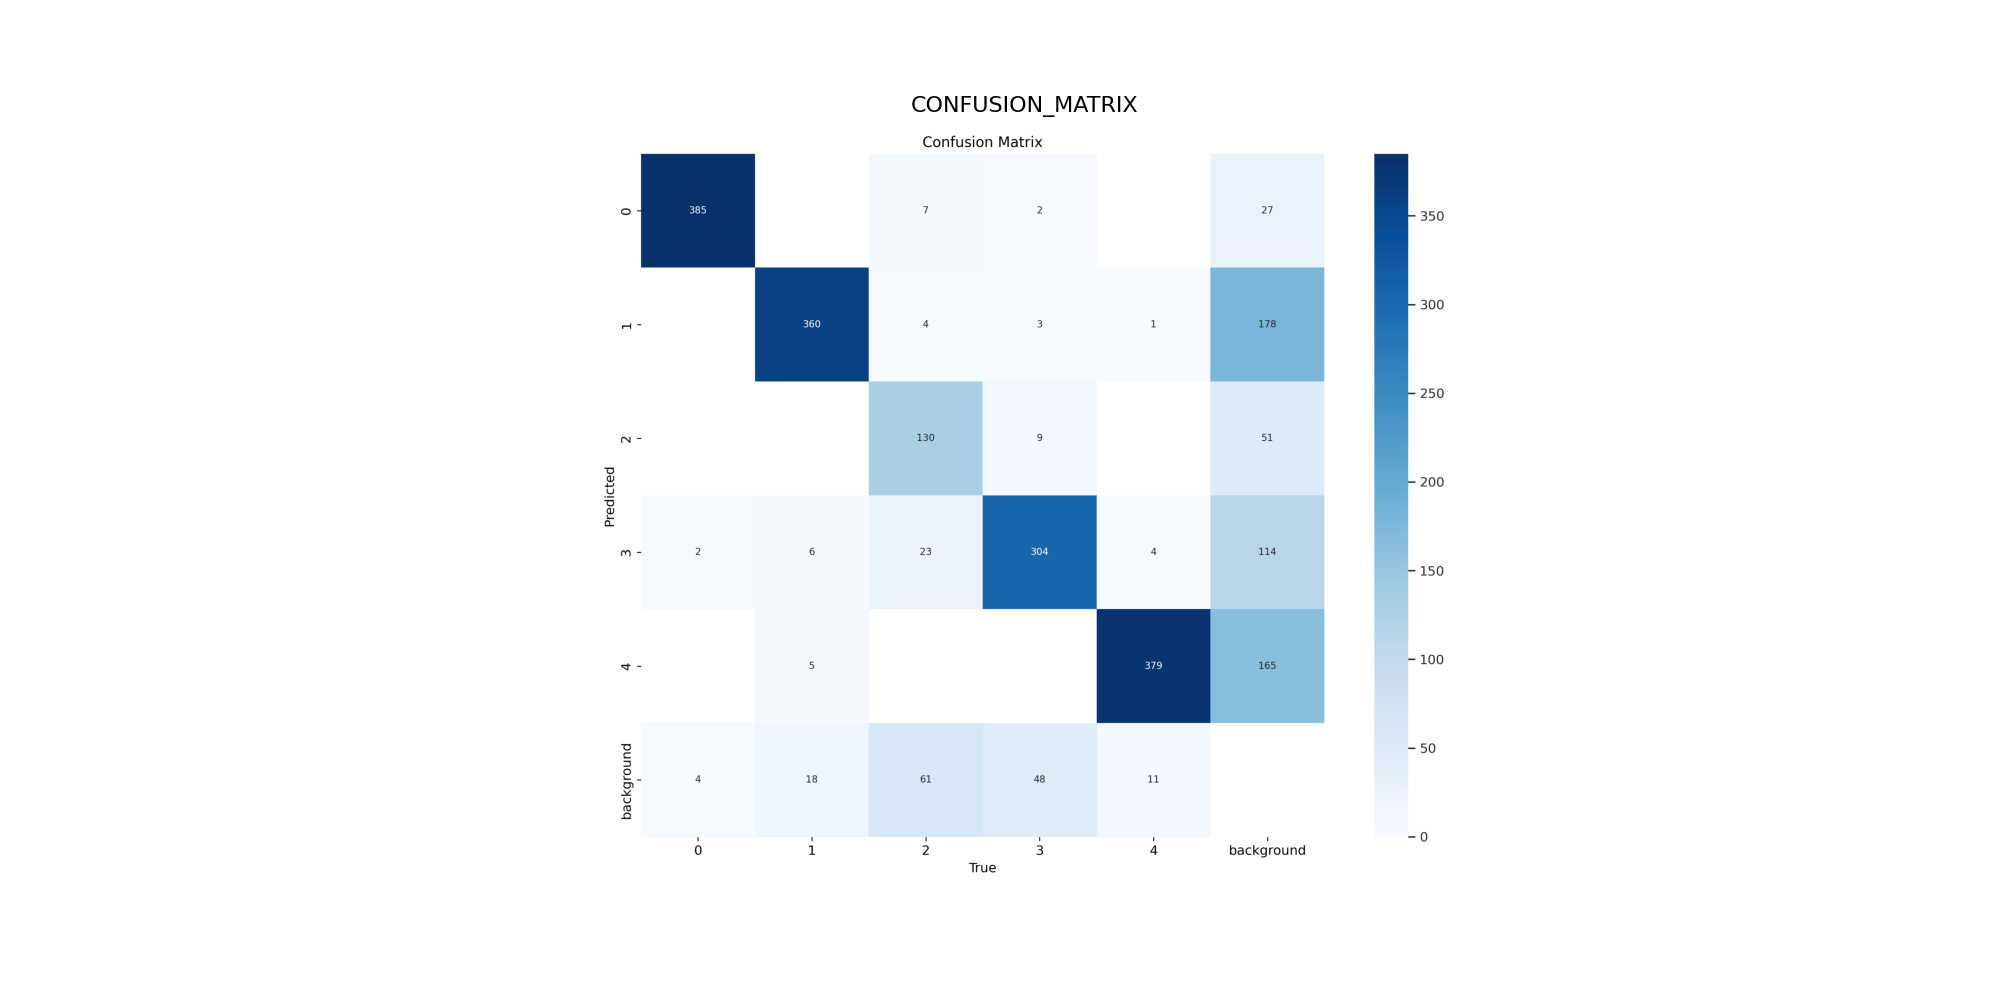 CONFUSION_MATRIX
Confusion Matrix
0 385 7 2 27
1 360 4 3 1 178
2 130 9 51
3 2 6 23 304 4 114
4 5 379 165
background 4 18 61 48 11
0 1 2 3 4 background
True
Predicted
350
300
250
200
150
100
50
0